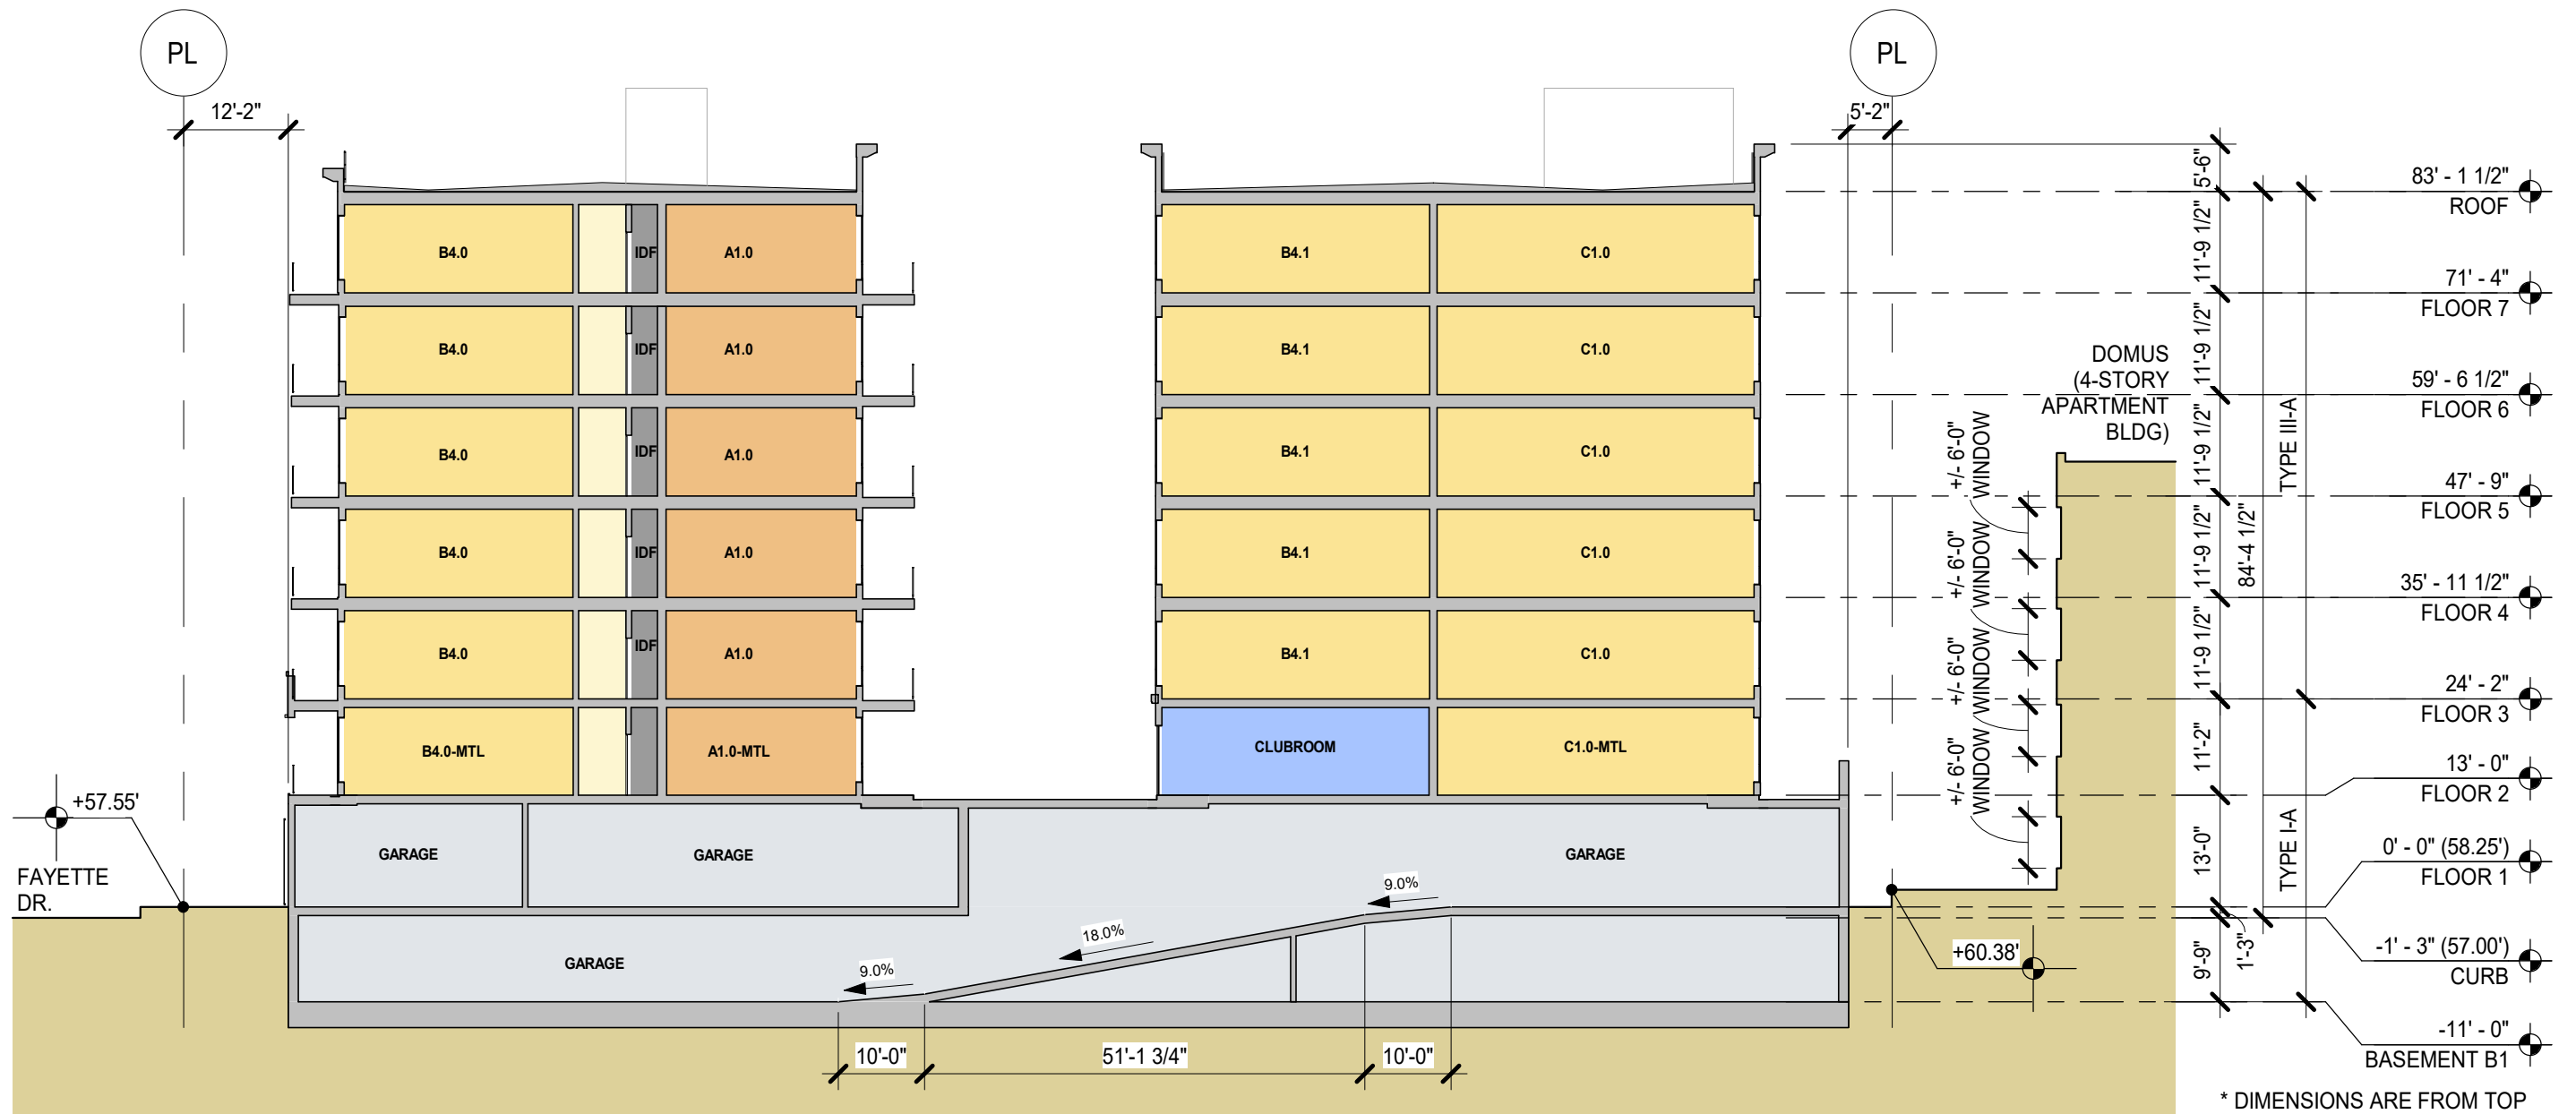 PL
PL
12'-2"
5'-2"
5'-6"
83' - 1 1/2"
ROOF
11'-9 1/2"
B4.0
IDF
A1.0
B4.1
C1.0
71' - 4"
FLOOR 7
11'-9 1/2"
B4.0
IDF
A1.0
B4.1
C1.0
DOMUS
(4-STORY
APARTMENT
BLDG)
59' - 6 1/2"
FLOOR 6
11'-9 1/2"
TYPE III-A
B4.0
IDF
A1.0
B4.1
C1.0
+/- 6'-0"
WINDOW
47' - 9"
FLOOR 5
11'-9 1/2"
84'-4 1/2"
B4.0
IDF
A1.0
B4.1
C1.0
+/- 6'-0"
WINDOW
35' - 11 1/2"
FLOOR 4
11'-9 1/2"
B4.0
IDF
A1.0
B4.1
C1.0
+/- 6'-0"
WINDOW
24' - 2"
FLOOR 3
11'-2"
B4.0-MTL
A1.0-MTL
CLUBROOM
C1.0-MTL
+/- 6'-0"
WINDOW
13' - 0"
FLOOR 2
+57.55'
FAYETTE
DR.
GARAGE
GARAGE
GARAGE
13'-0"
TYPE I-A
0' - 0" (58.25')
FLOOR 1
9.0%
18.0%
9.0%
GARAGE
+60.38'
9'-9"
1'-3"
-1' - 3" (57.00')
CURB
10'-0"
51'-1 3/4"
10'-0"
-11' - 0"
BASEMENT B1
* DIMENSIONS ARE FROM TOP